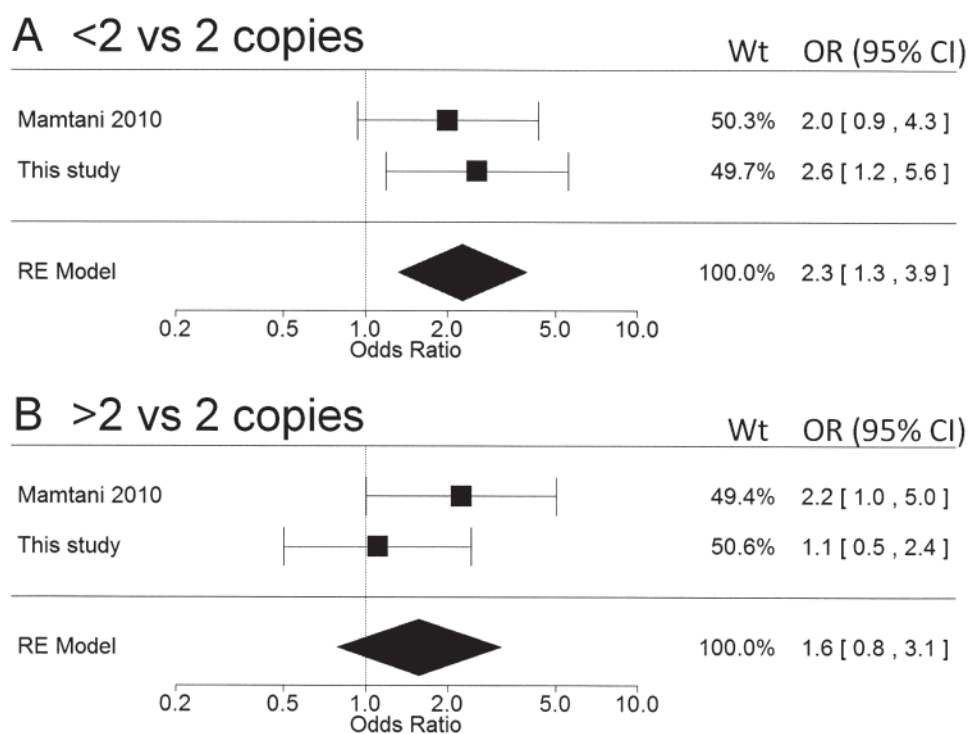 A <2 vs 2 copies Wt OR (95% CI)
Mamtani 2010 50.3% 2.0 [ 0.9 , 4.3 ]
This study 49.7% 2.6 [ 1.2 , 5.6 ]
RE Model 100.0% 2.3 [ 1.3 , 3.9 ]
0.2 0.5 1.0 2.0 5.0 10.0
Odds Ratio
B >2 vs 2 copies Wt OR (95% CI)
Mamtani 2010 49.4% 2.2 [ 1.0 , 5.0 ]
This study 50.6% 1.1 [ 0.5 , 2.4 ]
RE Model 100.0% 1.6 [ 0.8 , 3.1 ]
0.2 0.5 1.0 2.0 5.0 10.0
Odds Ratio